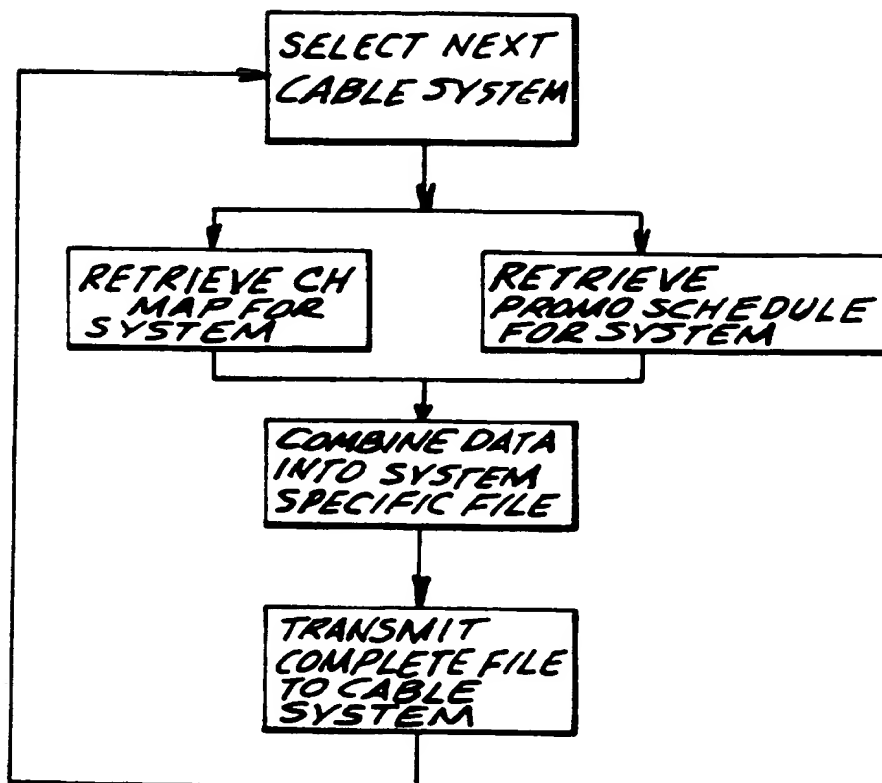 SELECT NEXT
CABLE SYSTEM
RETRIEVE CH
MAP FOR
SYSTEM
RETRIEVE
PROMO SCHEDULE
FOR SYSTEM
COMBINE DATA
INTO SYSTEM
SPECIFIC FILE
TRANSMIT
COMPLETE FILE
TO CABLE
SYSTEM